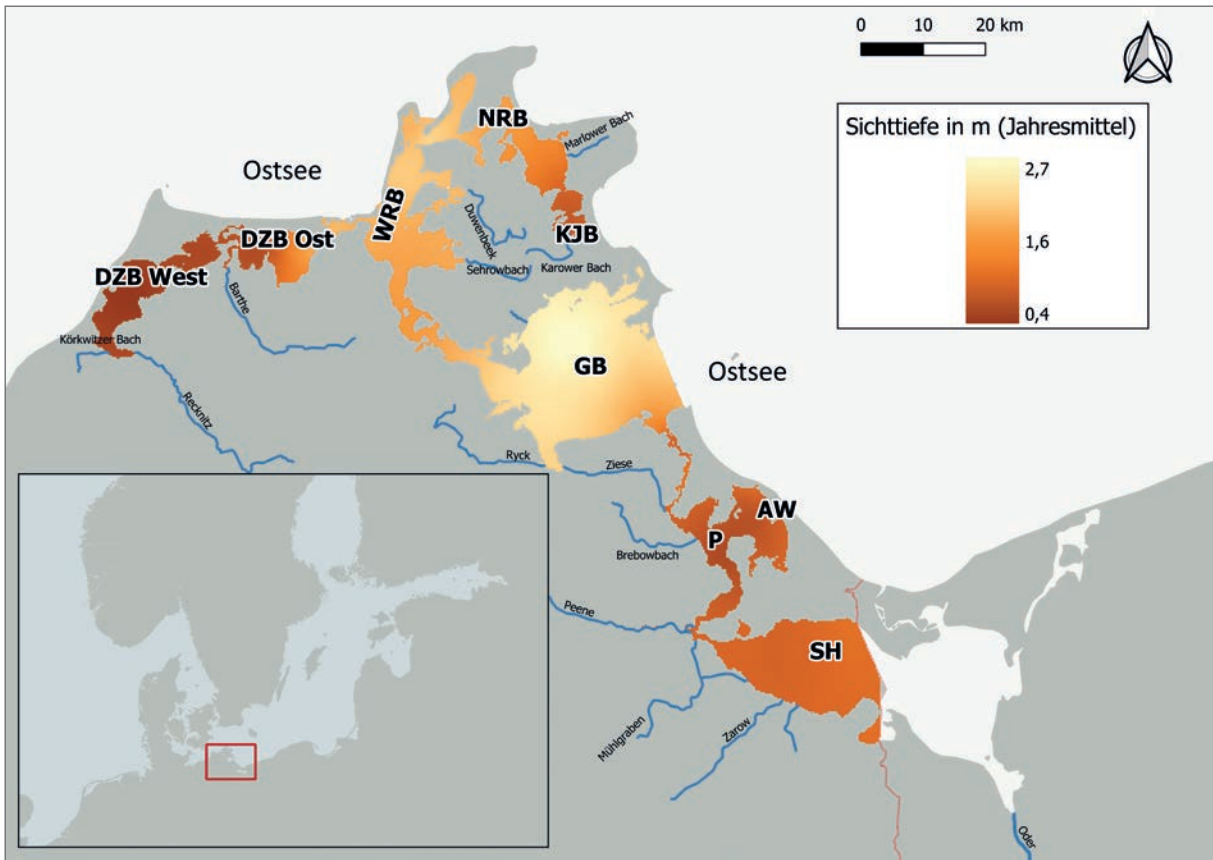 0 10 20 km
Sichttiefe in m (Jahresmittel)
2,7
1,6
0,4
NRB
Marlower Bach
Ostsee
WRB
Duwenbeek
KJB
DZB Ost
Sehrowbach
Karower Bach
DZB West
Barthe
Körkwitzer Bach
Recknitz
GB
Ostsee
Ryck
Ziese
AW
P
Brebowbach
Peene
SH
Mühlgraben
Zarow
Oder